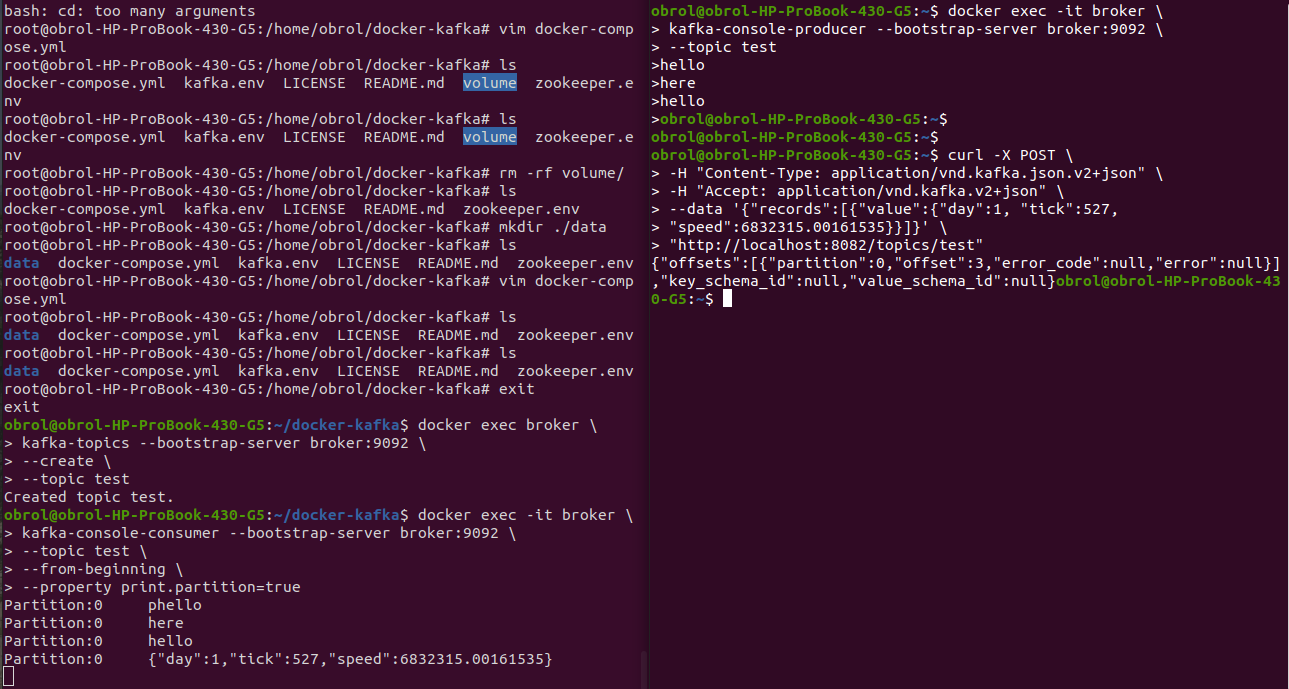 bash: cd: too many arguments
root@obrol-HP-ProBook-430-G5:/home/obrol/docker-kafka# vim docker-comp
ose.yml
root@obrol-HP-ProBook-430-G5:/home/obrol/docker-kafka# ls
docker-compose.yml  kafka.env  LICENSE  README.md  volume  zookeeper.e
nv
root@obrol-HP-ProBook-430-G5:/home/obrol/docker-kafka# ls
docker-compose.yml  kafka.env  LICENSE  README.md  volume  zookeeper.e
nv
root@obrol-HP-ProBook-430-G5:/home/obrol/docker-kafka# rm -rf volume/
root@obrol-HP-ProBook-430-G5:/home/obrol/docker-kafka# ls
docker-compose.yml  kafka.env  LICENSE  README.md  zookeeper.env
root@obrol-HP-ProBook-430-G5:/home/obrol/docker-kafka# mkdir ./data
root@obrol-HP-ProBook-430-G5:/home/obrol/docker-kafka# ls
data  docker-compose.yml  kafka.env  LICENSE  README.md  zookeeper.env
root@obrol-HP-ProBook-430-G5:/home/obrol/docker-kafka# vim docker-comp
ose.yml
root@obrol-HP-ProBook-430-G5:/home/obrol/docker-kafka# ls
data  docker-compose.yml  kafka.env  LICENSE  README.md  zookeeper.env
root@obrol-HP-ProBook-430-G5:/home/obrol/docker-kafka# ls
data  docker-compose.yml  kafka.env  LICENSE  README.md  zookeeper.env
root@obrol-HP-ProBook-430-G5:/home/obrol/docker-kafka# exit
exit
obrol@obrol-HP-ProBook-430-G5:~/docker-kafka$ docker exec broker \
> kafka-topics --bootstrap-server broker:9092 \
> --create \
> --topic test
Created topic test.
obrol@obrol-HP-ProBook-430-G5:~/docker-kafka$ docker exec -it broker \
> kafka-console-consumer --bootstrap-server broker:9092 \
> --topic test \
> --from-beginning \
> --property print.partition=true
Partition:0     phello
Partition:0     here
Partition:0     hello
Partition:0     {"day":1,"tick":527,"speed":6832315.00161535}
obrol@obrol-HP-ProBook-430-G5:~$ docker exec -it broker \
> kafka-console-producer --bootstrap-server broker:9092 \
> --topic test
>hello
>here
>hello
>obrol@obrol-HP-ProBook-430-G5:~$
obrol@obrol-HP-ProBook-430-G5:~$
obrol@obrol-HP-ProBook-430-G5:~$ curl -X POST \
> -H "Content-Type: application/vnd.kafka.json.v2+json" \
> -H "Accept: application/vnd.kafka.v2+json" \
> --data '{"records":[{"value":{"day":1, "tick":527,
> "speed":6832315.00161535}}]}' \
> "http://localhost:8082/topics/test"
{"offsets":[{"partition":0,"offset":3,"error_code":null,"error":null}]
,"key_schema_id":null,"value_schema_id":null}obrol@obrol-HP-ProBook-43
0-G5:~$